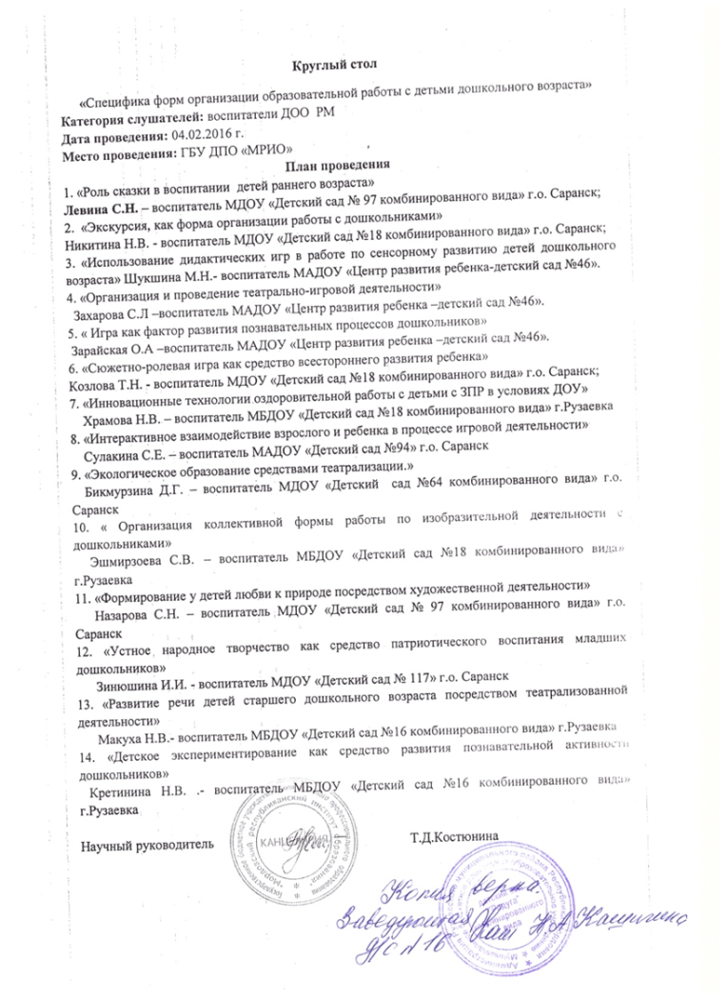 Круглый стол
«Специфика форм организации образовательной работы с детьми дошкольного возраста»
Категория слушателей: воспитатели ДОО РМ
Дата проведения: 04.02.2016 г.
Место проведения: ГБУ ДПО «МРИО»
План проведения
1. «Роль сказки в воспитании детей раннего возраста»
Левина С.Н. – воспитатель МДОУ «Детский сад № 97 комбинированного вида» г.о. Саранск;
2. «Экскурсия, как форма организации работы с дошкольниками»
Никитина Н.В. - воспитатель МДОУ «Детский сад №18 комбинированного вида» г.о. Саранск;
3. «Использование дидактических игр в работе по сенсорному развитию детей дошкольного
возраста» Шукшина М.Н.- воспитатель МАДОУ «Центр развития ребенка-детский сад №46».
4. «Организация и проведение театрально-игровой деятельности»
Захарова С.Л –воспитатель МАДОУ «Центр развития ребенка –детский сад №46».
5. « Игра как фактор развития познавательных процессов дошкольников»
Зарайская О.А –воспитатель МАДОУ «Центр развития ребенка –детский сад №46».
6. «Сюжетно-ролевая игра как средство всестороннего развития ребенка»
Козлова Т.Н. - воспитатель МДОУ «Детский сад №18 комбинированного вида» г.о. Саранск;
7. «Инновационные технологии оздоровительной работы с детьми с ЗПР в условиях ДОУ»
Храмова Н.В. – воспитатель МБДОУ «Детский сад №18 комбинированного вида» г.Рузаевка
8. «Интерактивное взаимодействие взрослого и ребенка в процессе игровой деятельности»
Сулакина С.Е. – воспитатель МАДОУ «Детский сад №94» г.о. Саранск
9. «Экологическое образование средствами театрализации.»
Бикмурзина Д.Г. – воспитатель МДОУ «Детский сад №64 комбинированного вида» г.о.
Саранск
10. « Организация коллективной формы работы по изобразительной деятельности с
дошкольниками»
Эшмирзоева С.В. – воспитатель МБДОУ «Детский сад №18 комбинированного вида»
г.Рузаевка
11. «Формирование у детей любви к природе посредством художественной деятельности»
Назарова С.Н. – воспитатель МДОУ «Детский сад № 97 комбинированного вида» г.о.
Саранск
12. «Устное народное творчество как средство патриотического воспитания младших
дошкольников»
Зинюшина И.И. - воспитатель МДОУ «Детский сад № 117» г.о. Саранск
13. «Развитие речи детей старшего дошкольного возраста посредством театрализованной
деятельности»
Макуха Н.В.- воспитатель МБДОУ «Детский сад №16 комбинированного вида» г.Рузаевка
14. «Детское экспериментирование как средство развития познавательной активности
дошкольников»
Кретинина Н.В. .- воспитатель МБДОУ «Детский сад №16 комбинированного вида»
г.Рузаевка
Научный руководитель Т.Д.Костюнина
КАНЦЕЛЯРИЯ
Копия верна.
Заведующая Н.А.Кашичкина
д/с №16